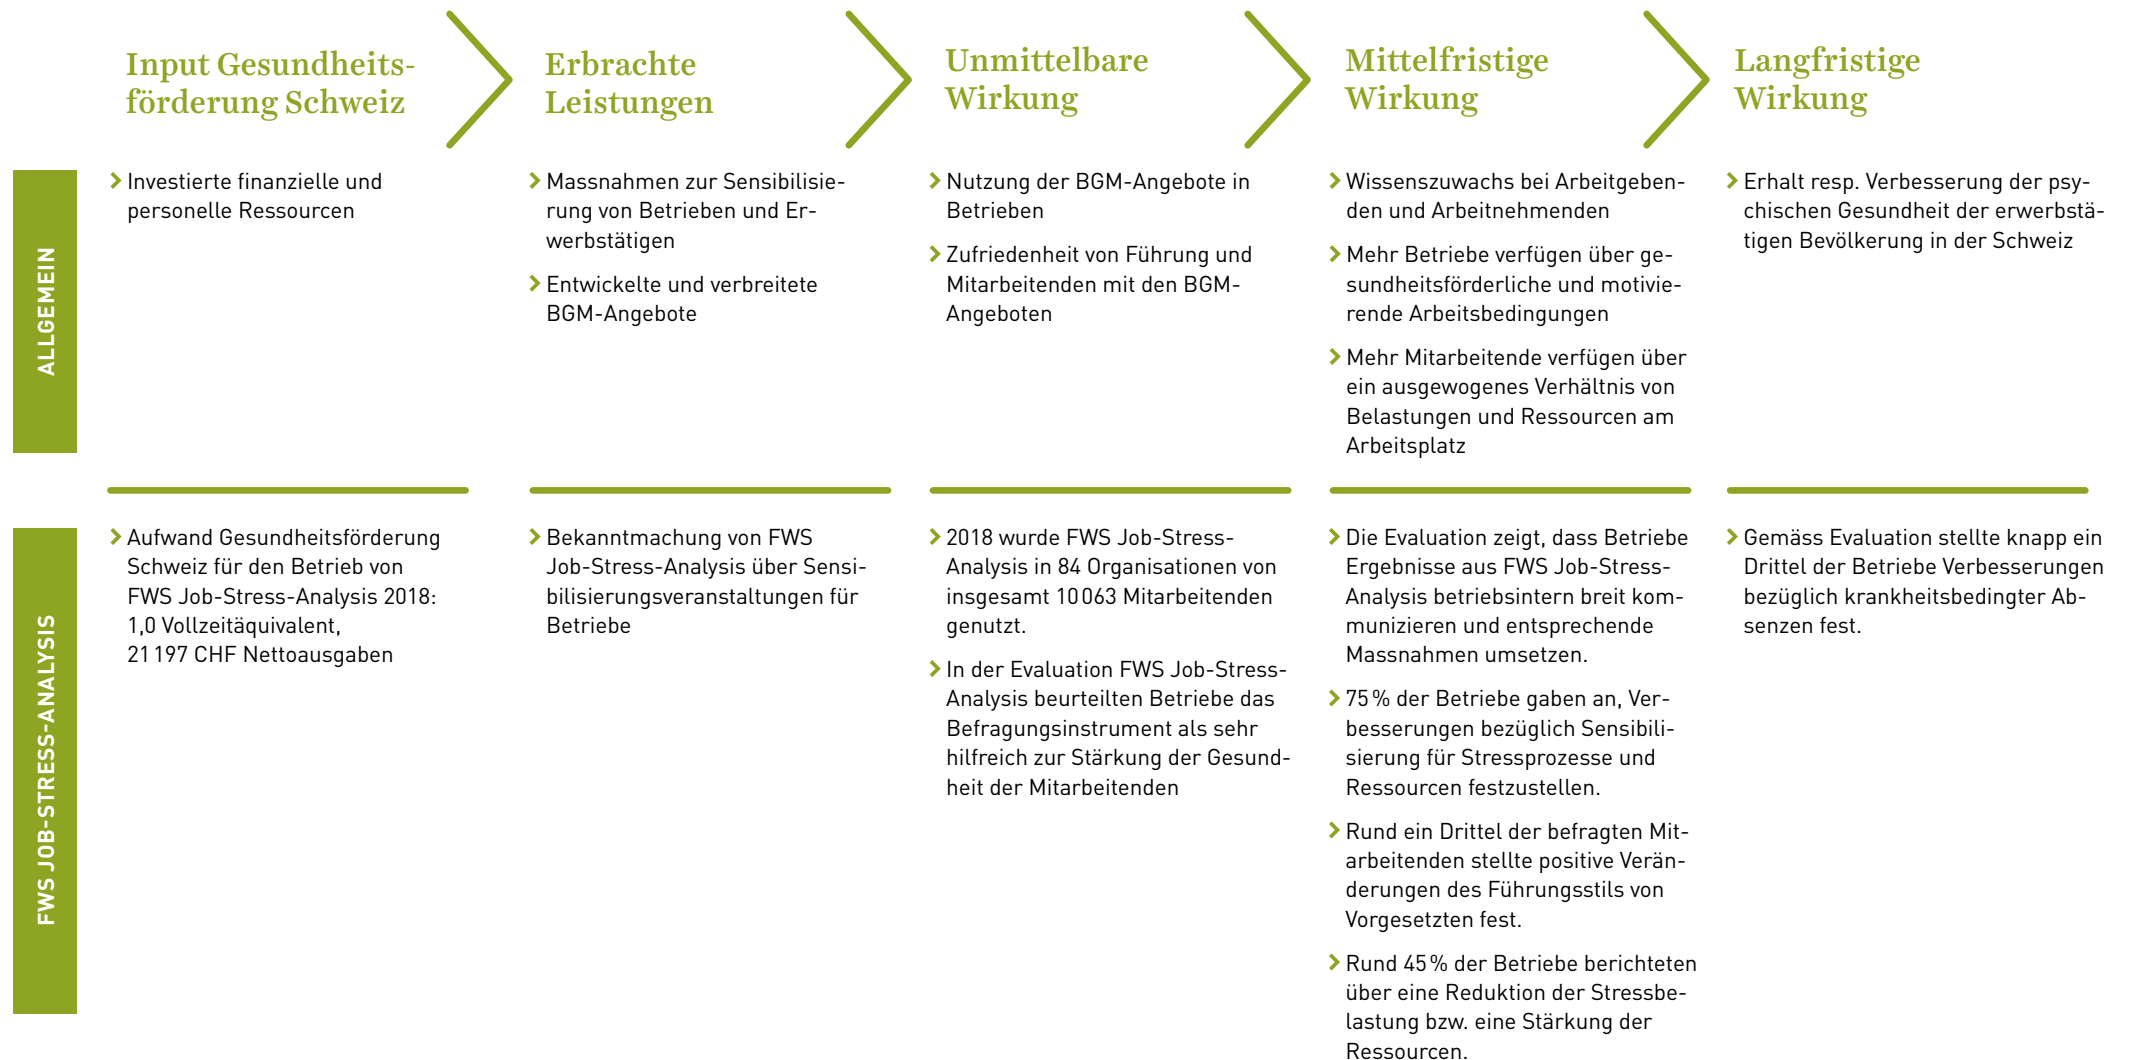 Input Gesundheits-
förderung Schweiz
Erbrachte
Leistungen
Unmittelbare
Wirkung
Mittelfristige
Wirkung
Langfristige
Wirkung
ALLGEMEIN
Investierte finanzielle und
personelle Ressourcen
Massnahmen zur Sensibilisie-
rung von Betrieben und Er-
werbstätigen
Entwickelte und verbreitete
BGM-Angebote
Nutzung der BGM-Angebote in
Betrieben
Zufriedenheit von Führung und
Mitarbeitenden mit den BGM-
Angeboten
Wissenszuwachs bei Arbeitgeben-
den und Arbeitnehmenden
Mehr Betriebe verfügen über ge-
sundheitsförderliche und motivie-
rende Arbeitsbedingungen
Mehr Mitarbeitende verfügen über
ein ausgewogenes Verhältnis von
Belastungen und Ressourcen am
Arbeitsplatz
Erhalt resp. Verbesserung der psy-
chischen Gesundheit der erwerbstä-
tigen Bevölkerung in der Schweiz
FWS JOB-STRESS-ANALYSIS
Aufwand Gesundheitsförderung
Schweiz für den Betrieb von
FWS Job-Stress-Analysis 2018:
1,0 Vollzeitäquivalent,
21 197 CHF Nettoausgaben
Bekanntmachung von FWS
Job-Stress-Analysis über Sensi-
bilisierungsveranstaltungen für
Betriebe
2018 wurde FWS Job-Stress-
Analysis in 84 Organisationen von
insgesamt 10 063 Mitarbeitenden
genutzt.
In der Evaluation FWS Job-Stress-
Analysis beurteilten Betriebe das
Befragungsinstrument als sehr
hilfreich zur Stärkung der Gesund-
heit der Mitarbeitenden
Die Evaluation zeigt, dass Betriebe
Ergebnisse aus FWS Job-Stress-
Analysis betriebsintern breit kom-
munizieren und entsprechende
Massnahmen umsetzen.
75 % der Betriebe gaben an, Ver-
besserungen bezüglich Sensibili-
sierung für Stressprozesse und
Ressourcen festzustellen.
Rund ein Drittel der befragten Mit-
arbeitenden stellte positive Verän-
derungen des Führungsstils von
Vorgesetzten fest.
Rund 45 % der Betriebe berichteten
über eine Reduktion der Stressbe-
lastung bzw. eine Stärkung der
Ressourcen.
Gemäss Evaluation stellte knapp ein
Drittel der Betriebe Verbesserungen
bezüglich krankheitsbedingter Ab-
senzen fest.